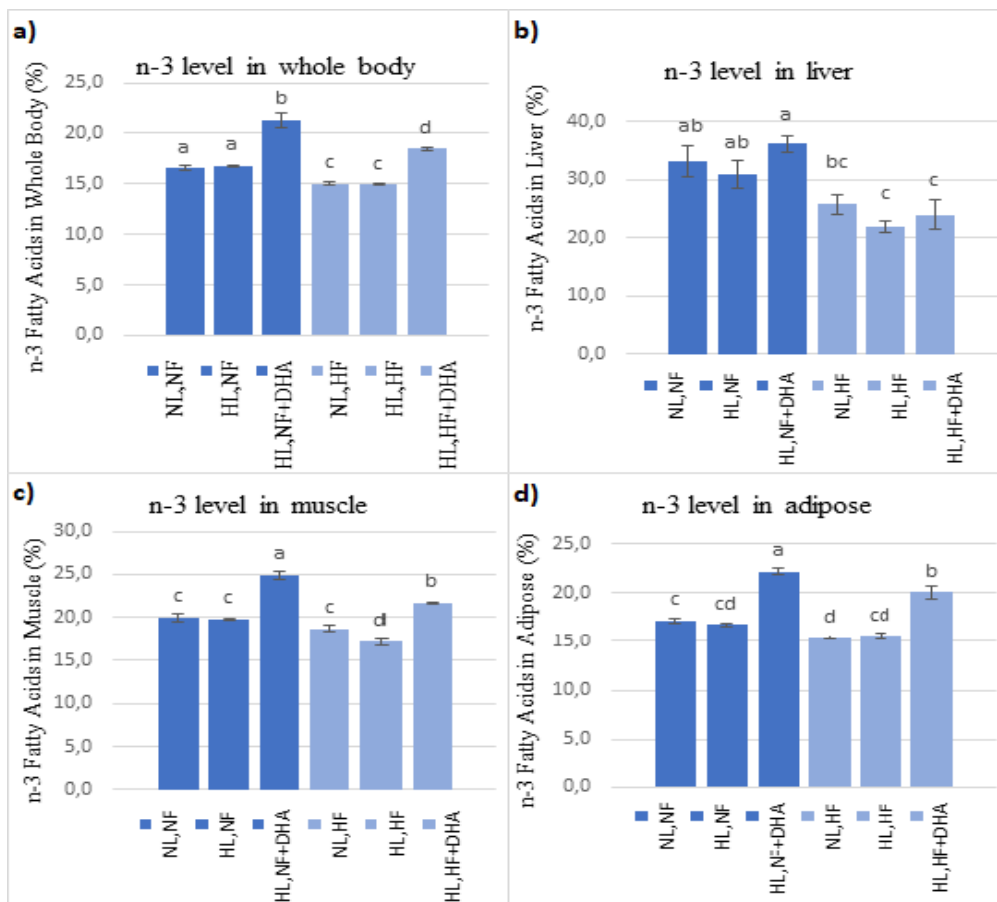 a)
n-3 level in whole body
n-3 Fatty Acids in Whole Body (%)
25,0
20,0
15,0
10,0
5,0
0,0
a
a
b
c
c
d
NL,NF
HL,NF
HL,NF+DHA
NL,HF
HL,HF
HL,HF+DHA
b)
n-3 level in liver
n-3 Fatty Acids in Liver (%)
40,0
30,0
20,0
10,0
0,0
ab
ab
a
bc
c
c
NL,NF
HL,NF
HL,NF+DHA
NL,HF
HL,HF
HL,HF+DHA
c)
n-3 level in muscle
n-3 Fatty Acids in Muscle (%)
30,0
25,0
20,0
15,0
10,0
5,0
0,0
c
c
a
c
d
b
NL,NF
HL,NF
HL,NF+DHA
NL,HF
HL,HF
HL,HF+DHA
d)
n-3 level in adipose
n-3 Fatty Acids in Adipose (%)
25,0
20,0
15,0
10,0
5,0
0,0
c
cd
a
d
cd
b
NL,NF
HL,NF
HL,NF+DHA
NL,HF
HL,HF
HL,HF+DHA